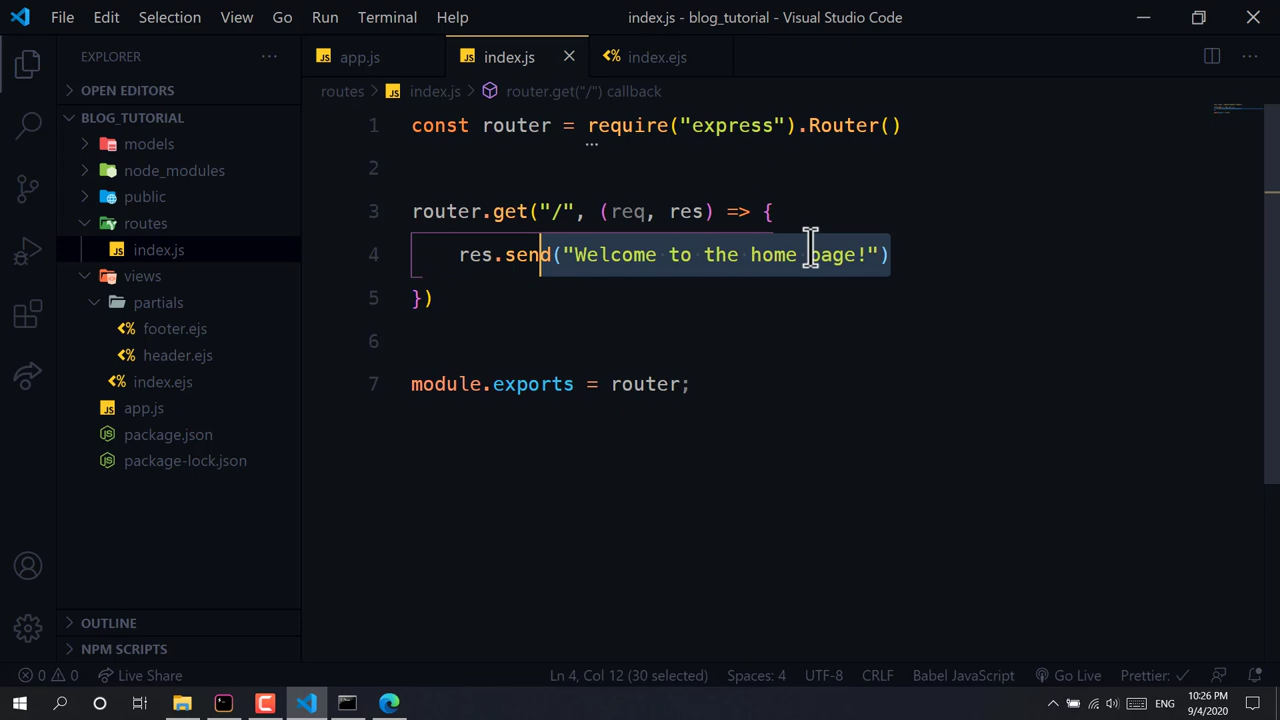 File Edit Selection View Go Run Terminal Help
index.js - blog_tutorial - Visual Studio Code
EXPLORER
OPEN EDITORS
BLOG_TUTORIAL
models
node_modules
public
routes
index.js
views
partials
footer.ejs
header.ejs
index.ejs
app.js
package.json
package-lock.json
OUTLINE
NPM SCRIPTS
JS app.js
JS index.js
index.ejs
routes > JS index.js > router.get("/") callback
1 const router = require("express").Router()
2
3 router.get("/", (req, res) => {
4 res.send("Welcome to the home page!")
5 })
6
7 module.exports = router;
0 0 Live Share
Ln 4, Col 12 (30 selected) Spaces: 4 UTF-8 CRLF Babel JavaScript Go Live Prettier: ✓
ENG
10:26 PM
9/4/2020